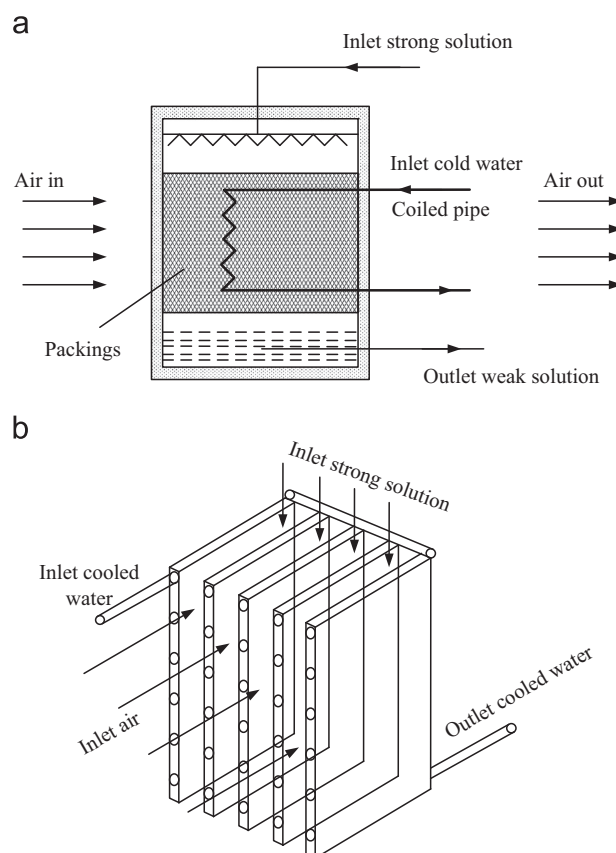 a
Inlet strong solution
Air in
Inlet cold water
Air out
Coiled pipe
Packings
Outlet weak solution
b
Inlet strong solution
Inlet cooled
water
Inlet air
Outlet cooled water